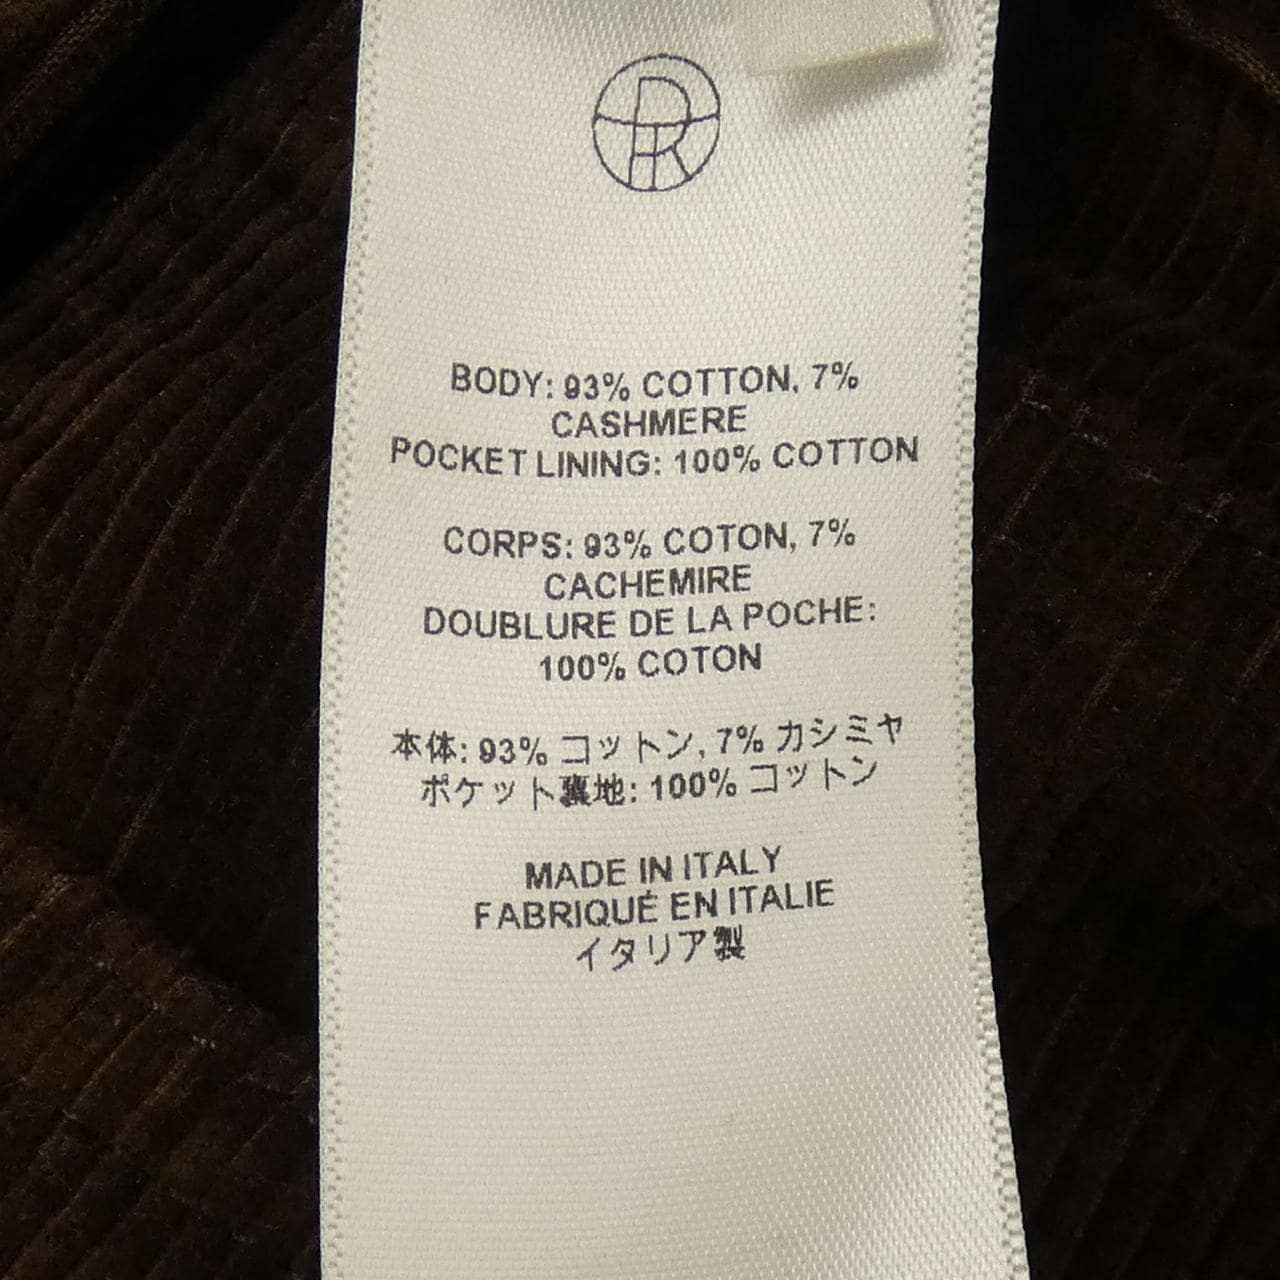 BODY: 93% COTTON, 7%
CASHMERE
POCKET LINING: 100% COTTON
CORPS: 93% COTON, 7%
CACHEMIRE
DOUBLURE DE LA POCHE:
100% COTON
本体: 93% コットン, 7% カシミヤ
ポケット裏地: 100% コットン
MADE IN ITALY
FABRIQUÉ EN ITALIE
イタリア製